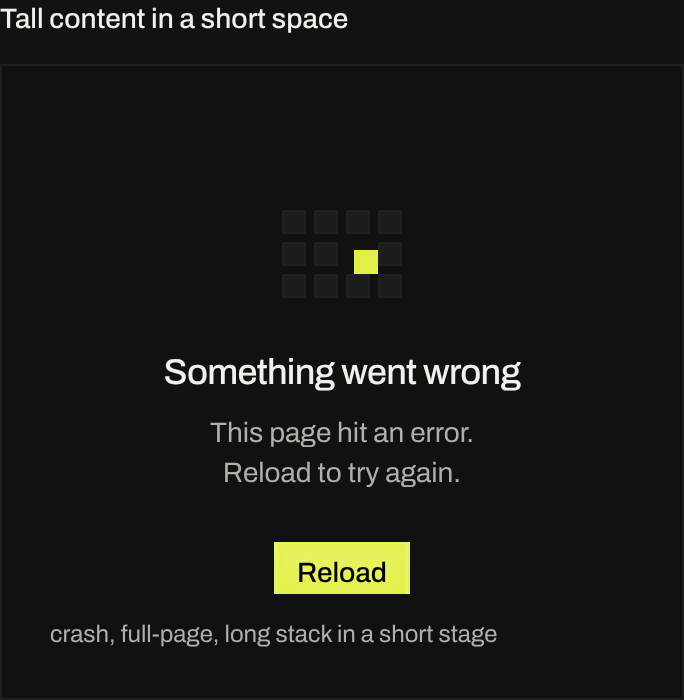 Tall content in a short space
Something went wrong
This page hit an error.
Reload to try again.
Reload
crash, full-page, long stack in a short stage